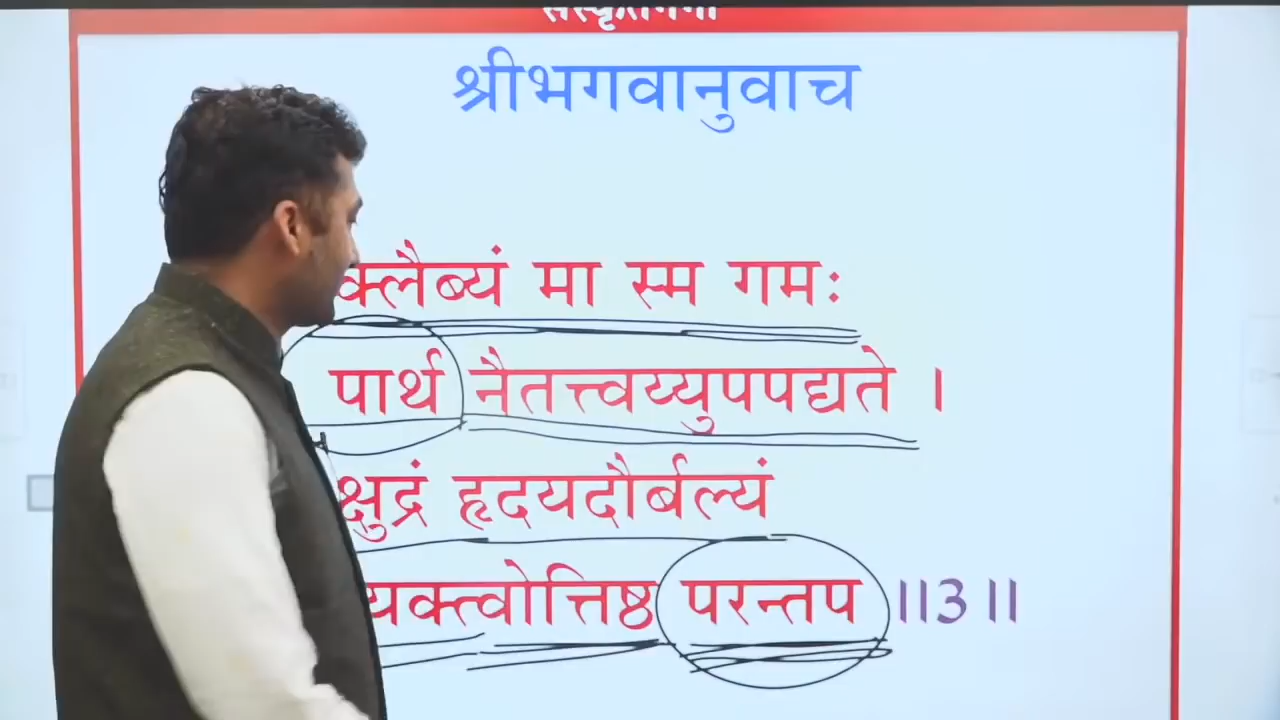 श्रीभगवानुवाच
क्लैब्यं मा स्म गमः
पार्थ नैतत्त्वय्युपपद्यते ।
क्षुद्रं हृदयदौर्बल्यं
परन्तप ॥3॥